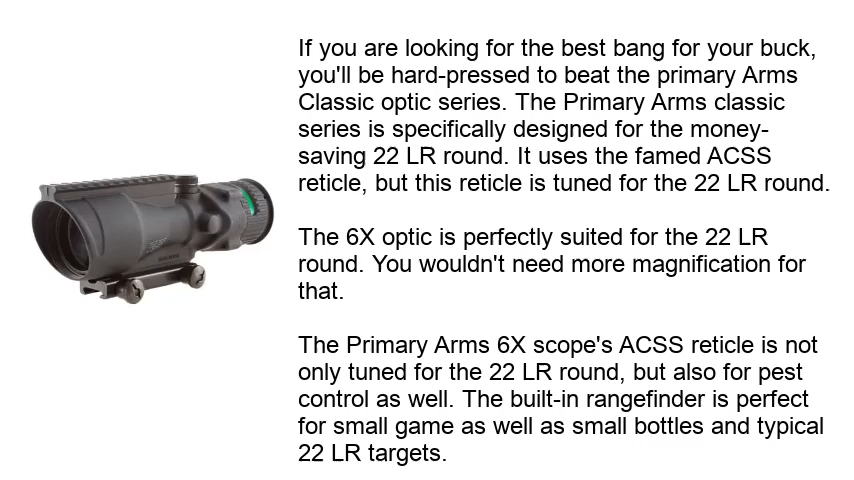 If you are looking for the best bang for your buck,
you'll be hard-pressed to beat the primary Arms
Classic optic series. The Primary Arms classic
series is specifically designed for the money-
saving 22 LR round. It uses the famed ACSS
reticle, but this reticle is tuned for the 22 LR round.
The 6X optic is perfectly suited for the 22 LR
round. You wouldn't need more magnification for
that.
The Primary Arms 6X scope's ACSS reticle is not
only tuned for the 22 LR round, but also for pest
control as well. The built-in rangefinder is perfect
for small game as well as small bottles and typical
22 LR targets.